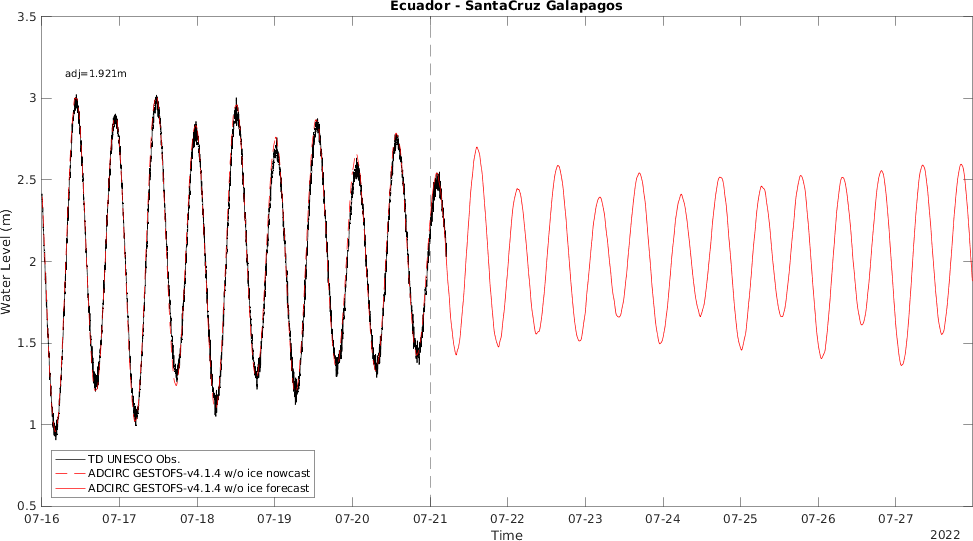 Ecuador - SantaCruz Galapagos
3.5
adj=1.921m
3
2.5
Water Level (m)
2
1.5
1
TD UNESCO Obs.
ADCIRC GESTOFS-v4.1.4 w/o ice nowcast
ADCIRC GESTOFS-v4.1.4 w/o ice forecast
0.5
07-16 07-17 07-18 07-19 07-20 07-21 07-22 07-23 07-24 07-25 07-26 07-27
Time
2022